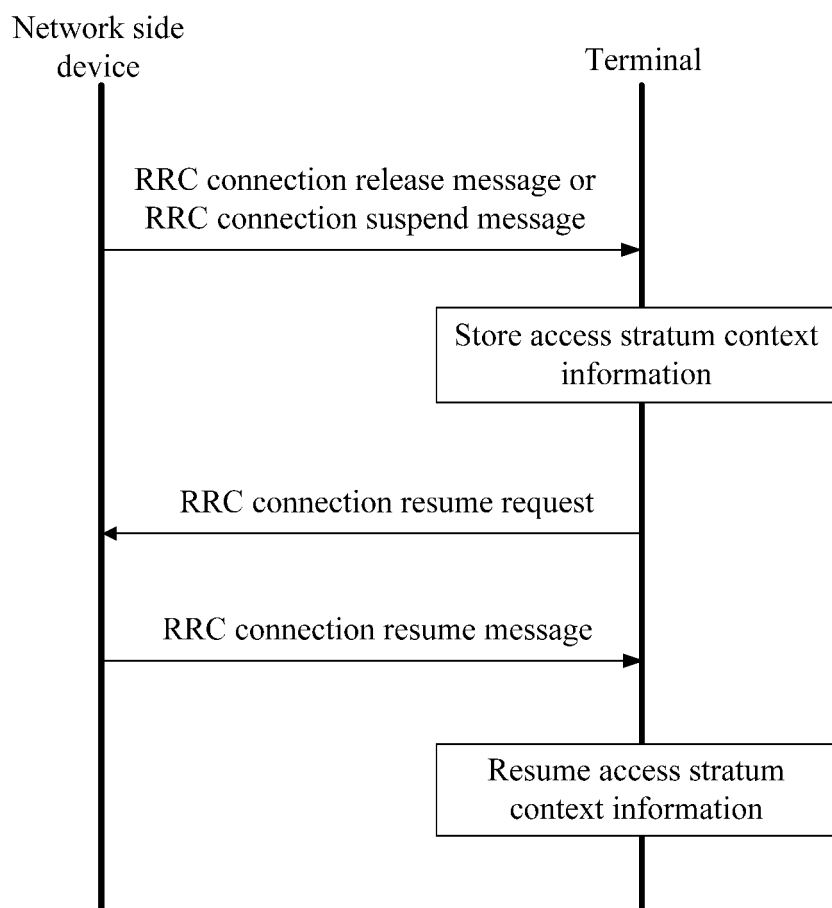 Network side
device
Terminal
RRC connection release message or
RRC connection suspend message
Store access stratum context
information
RRC connection resume request
RRC connection resume message
Resume access stratum
context information